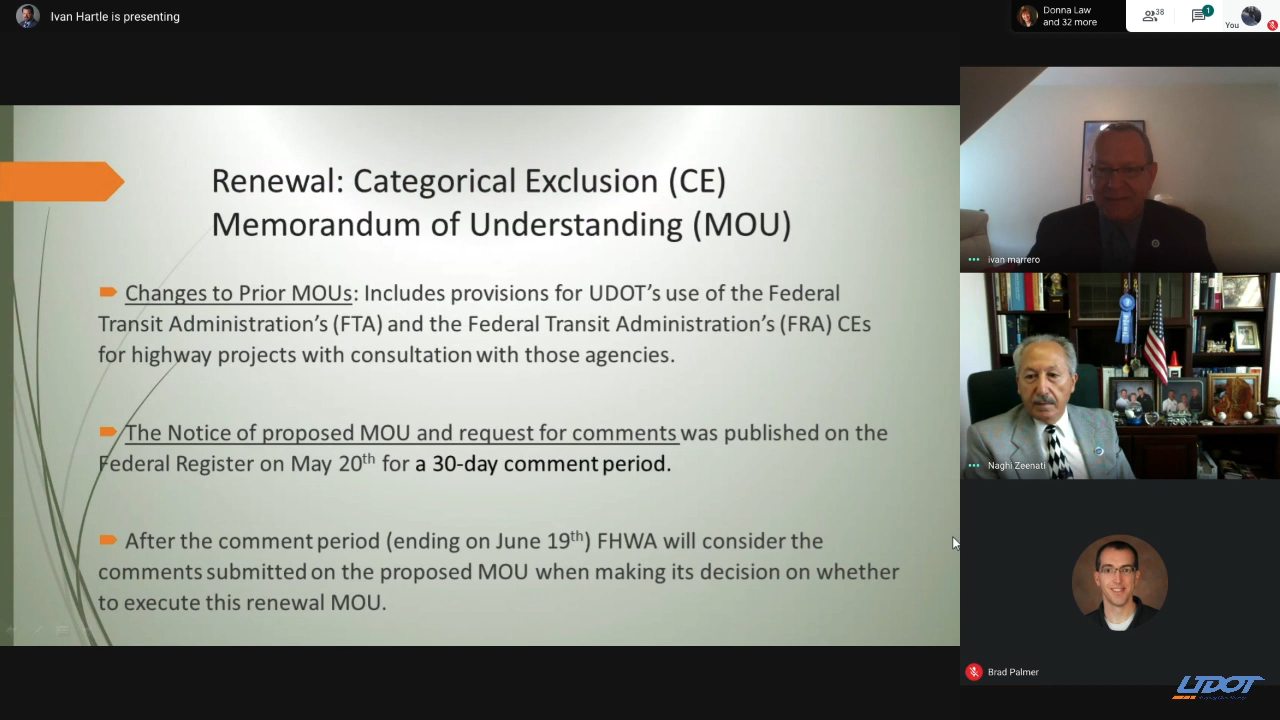 Ivan Hartle is presenting
Donna Law
and 32 more
38
1
You
Renewal: Categorical Exclusion (CE)
Memorandum of Understanding (MOU)
Changes to Prior MOUs: Includes provisions for UDOT's use of the Federal
Transit Administration's (FTA) and the Federal Transit Administration's (FRA) CEs
for highway projects with consultation with those agencies.
The Notice of proposed MOU and request for comments was published on the
Federal Register on May 20th for a 30-day comment period.
After the comment period (ending on June 19th) FHWA will consider the
comments submitted on the proposed MOU when making its decision on whether
to execute this renewal MOU.
ivan marrero
Naghi Zeenati
Brad Palmer
UDOT